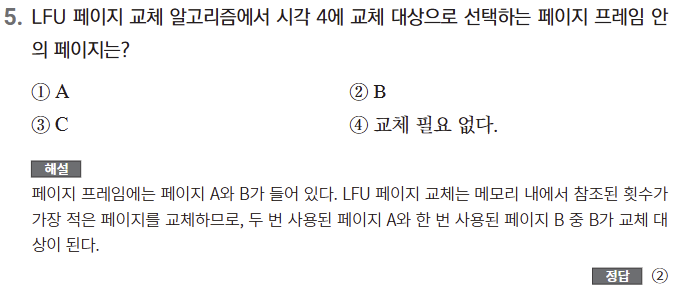 5. LFU 페이지 교체 알고리즘에서 시각 4에 교체 대상으로 선택하는 페이지 프레임 안
의 페이지는?
① A ② B
③ C ④ 교체 필요 없다.
해설
페이지 프레임에는 페이지 A와 B가 들어 있다. LFU 페이지 교체는 메모리 내에서 참조된 횟수가
가장 적은 페이지를 교체하므로, 두 번 사용된 페이지 A와 한 번 사용된 페이지 B 중 B가 교체 대
상이 된다.
정답 ②